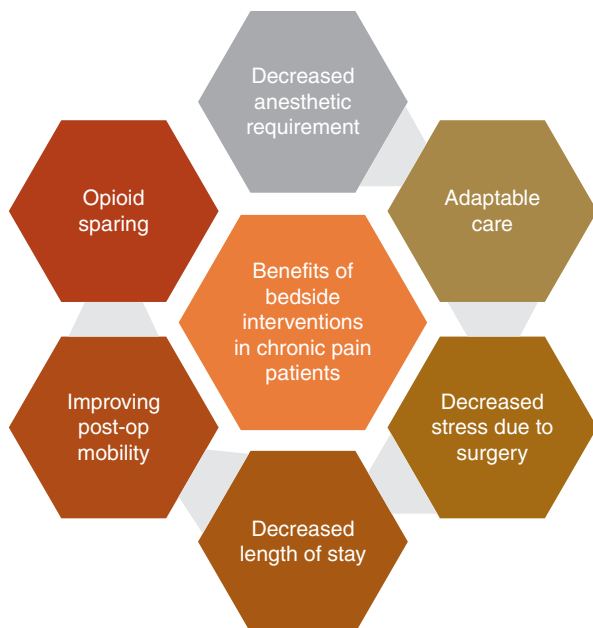 Decreased
anesthetic
requirement
Opioid
sparing
Adaptable
care
Benefits of
bedside
interventions
in chronic pain
patients
Improving
post-op
mobility
Decreased
stress due to
surgery
Decreased
length of stay